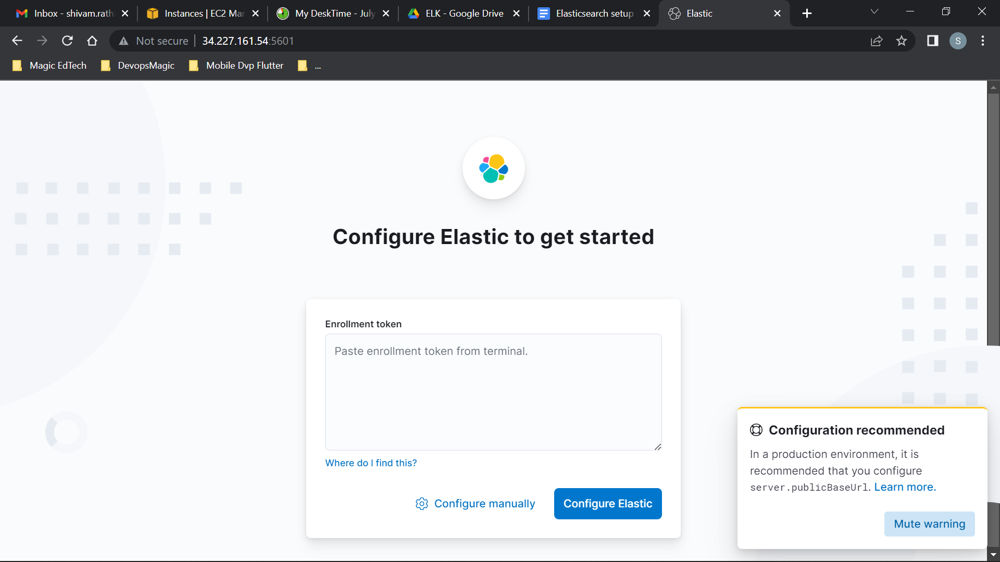 Inbox - shivam.rathi
Instances | EC2 Mar
My DeskTime - July
ELK - Google Drive
Elasticsearch setup
Elastic
Not secure
34.227.161.54:5601
S
Magic EdTech
DevopsMagic
Mobile Dvp Flutter
...
Configure Elastic to get started
Enrollment token
Paste enrollment token from terminal.
Where do I find this?
Configure manually
Configure Elastic
Configuration recommended
In a production environment, it is
recommended that you configure
server.publicBaseUrl. Learn more.
Mute warning